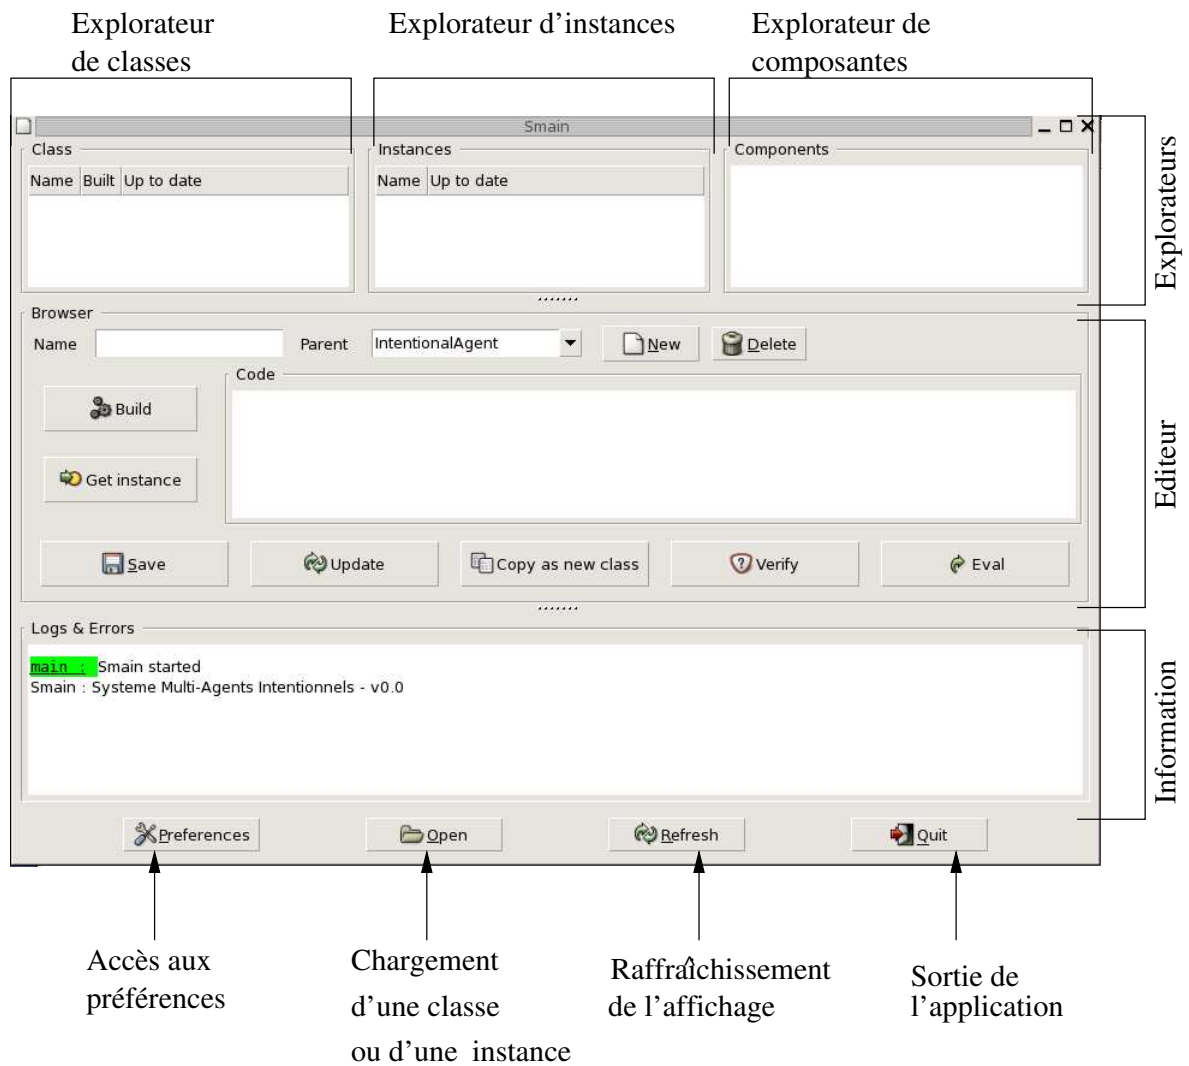 Explorateur
de classes
Explorateur d'instances
Explorateur de
composantes
Smain
Class
Instances
Components
Name Built Up to date
Name Up to date
Explorateurs
Browser
Name
Parent
IntentionalAgent
New
Delete
Code
Build
Get instance
Editeur
Save
Update
Copy as new class
Verify
Eval
Logs & Errors
main : Smain started
Smain : Systeme Multi-Agents Intentionnels - v0.0
Information
Preferences
Open
Refresh
Quit
Accès aux
préférences
Chargement
d'une classe
ou d'une instance
Raffraîchissement
de l'affichage
Sortie de
l'application